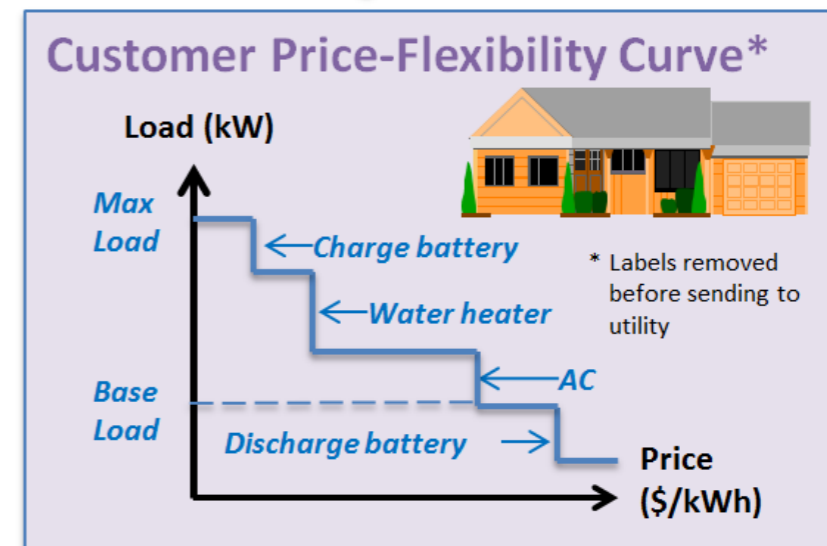 Customer Price-Flexibility Curve*
Load (kW)
Max
Load
Charge battery
* Labels removed
before sending to
utility
Water heater
AC
Base
Load
Discharge battery
Price
($/kWh)